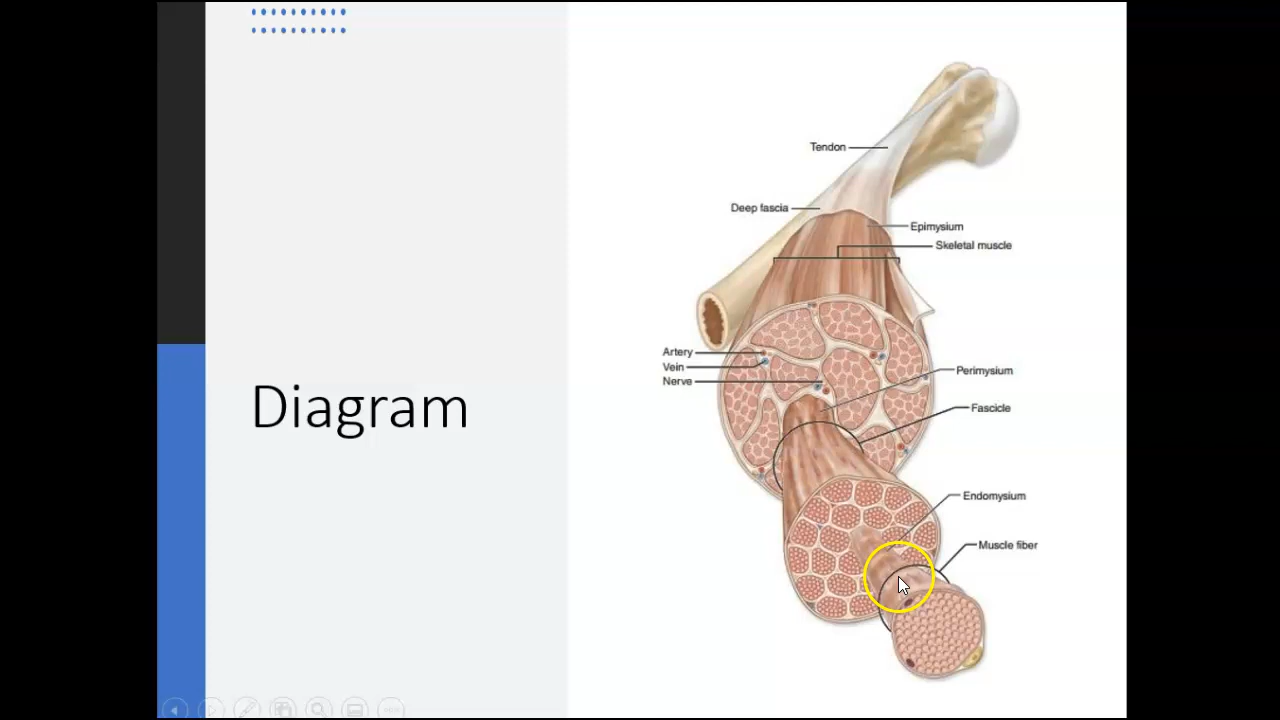 Diagram
Tendon
Deep fascia
Epimysium
Skeletal muscle
Artery
Vein
Nerve
Perimysium
Fascicle
Endomysium
Muscle fiber